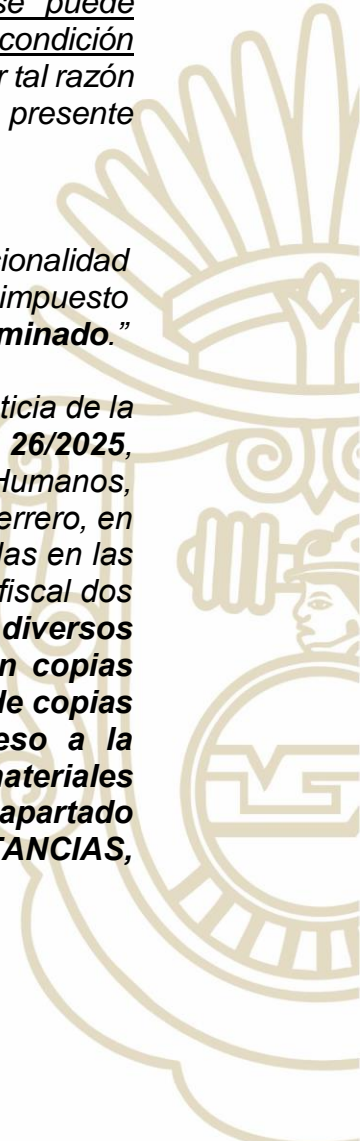 se puede
condición
r tal razón
presente
cionalidad
impuesto
minado.”
ticia de la
26/2025,
Humanos,
errero, en
das en las
fiscal dos
diversos
n copias
de copias
eso a la
materiales
apartado
TANCIAS,